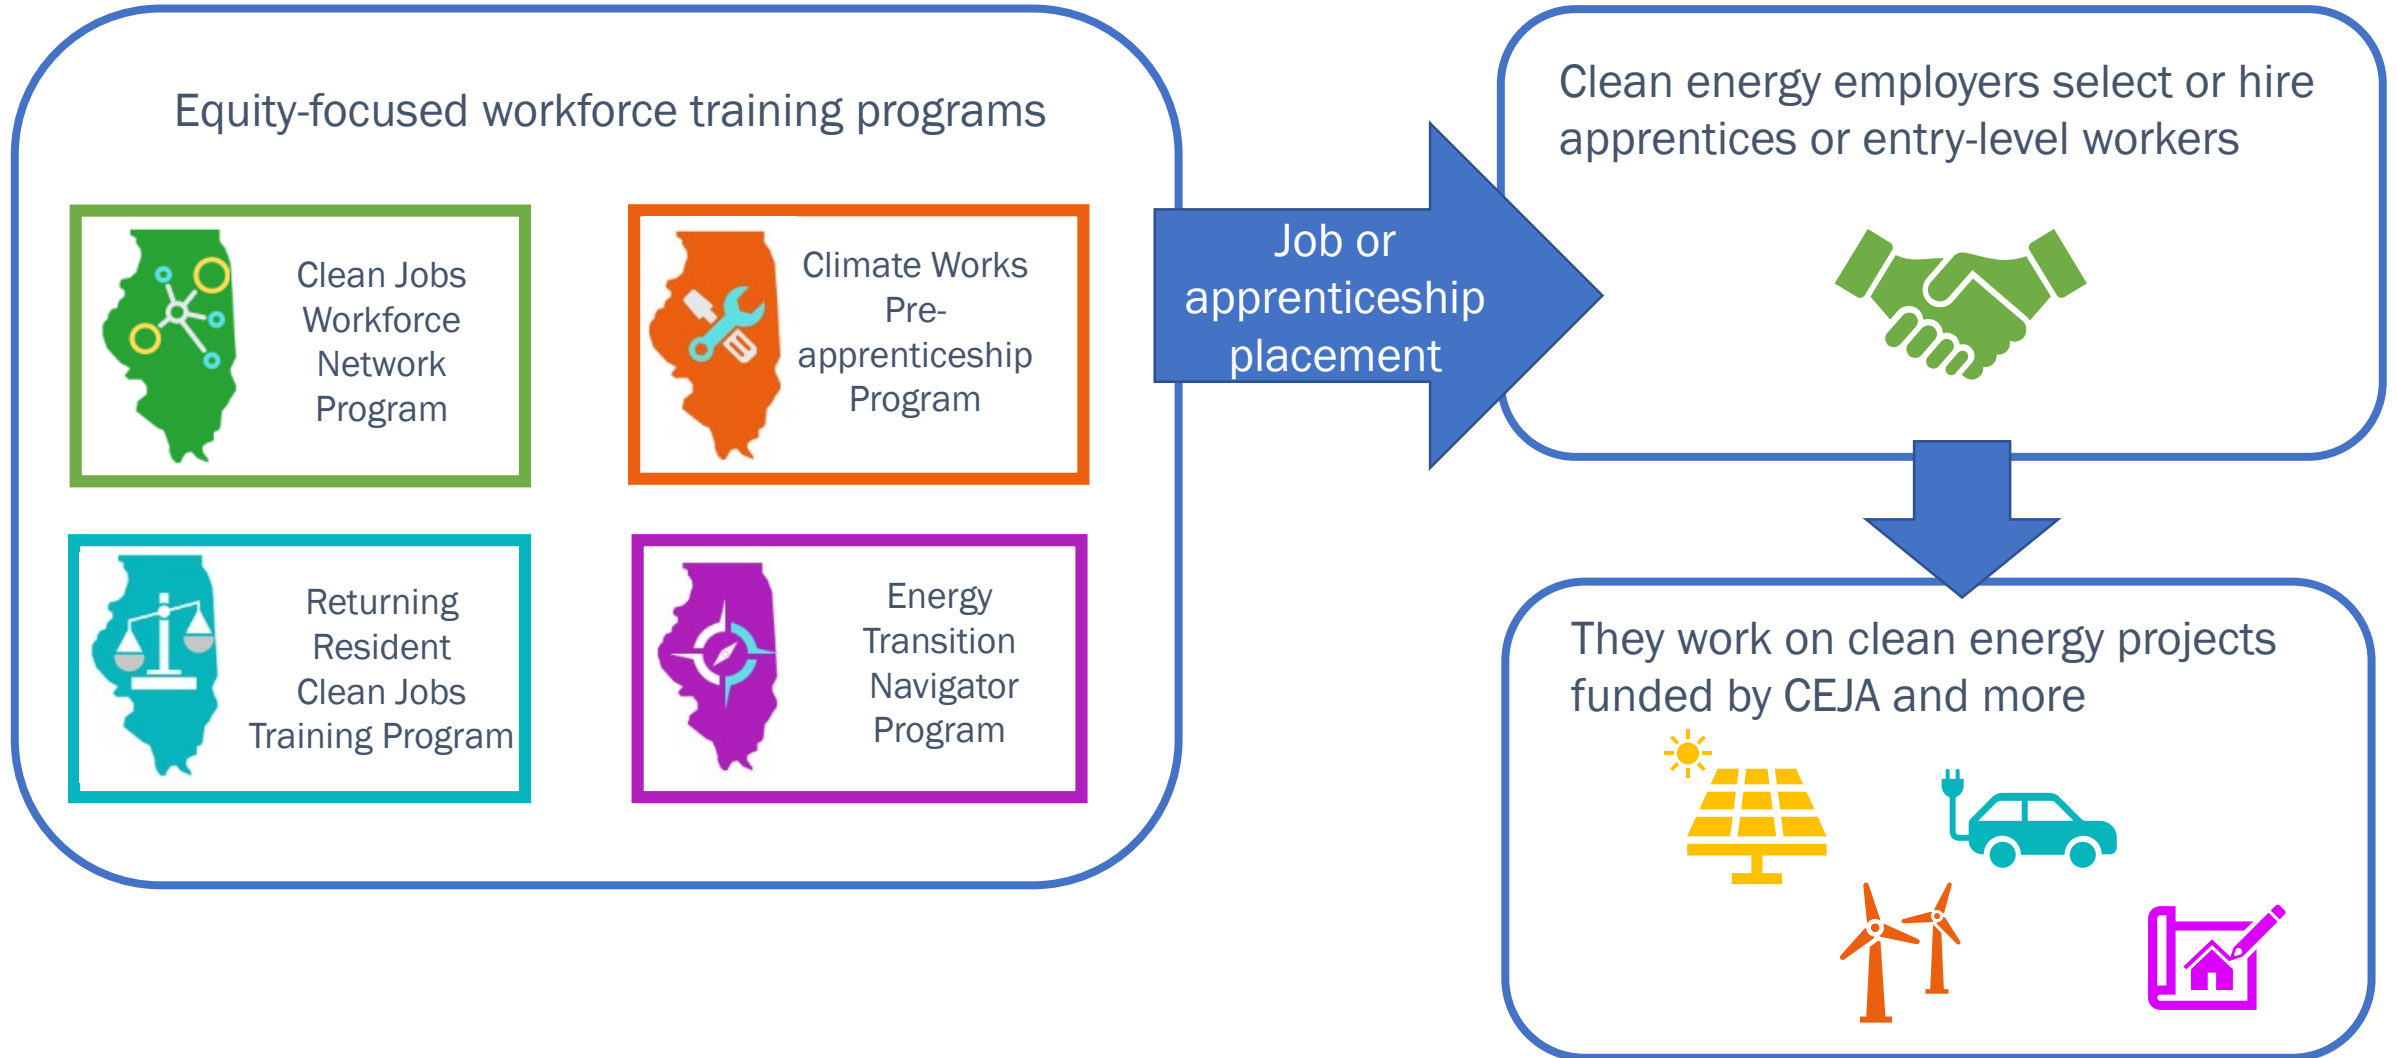 Equity-focused workforce training programs
Clean Jobs
Workforce
Network
Program
Climate Works
Pre-
apprenticeship
Program
Returning
Resident
Clean Jobs
Training Program
Energy
Transition
Navigator
Program
Job or
apprenticeship
placement
Clean energy employers select or hire
apprentices or entry-level workers
They work on clean energy projects
funded by CEJA and more